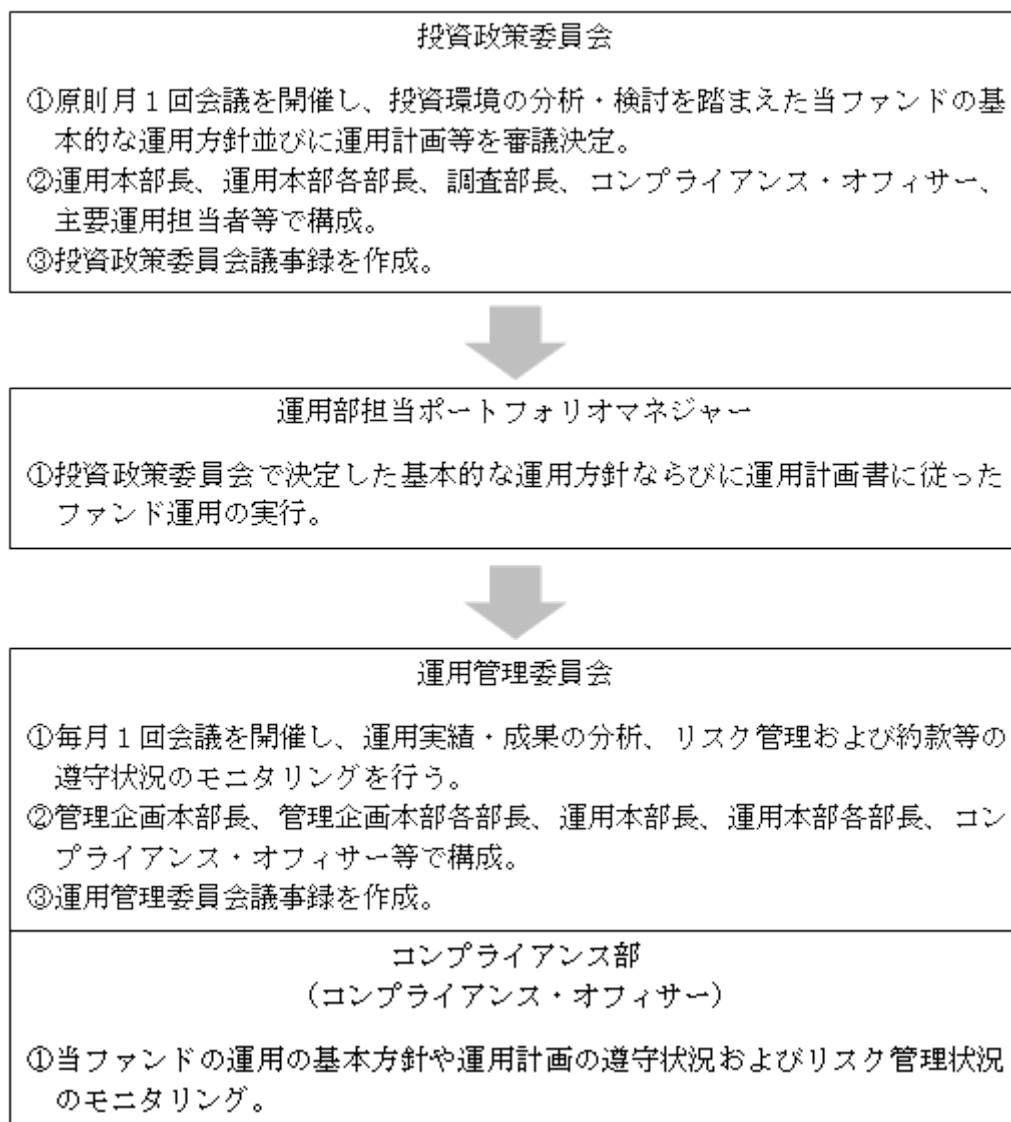 投資政策委員会
①原則月１回会議を開催し、投資環境の分析・検討を踏まえた当ファンドの基
本的な運用方針並びに運用計画等を審議決定。
②運用本部長、運用本部各部長、調査部長、コンプライアンス・オフィサー、
主要運用担当者等で構成。
③投資政策委員会議事録を作成。
運用部担当ポートフォリオマネジャー
①投資政策委員会で決定した基本的な運用方針ならびに運用計画書に従った
ファンド運用の実行。
運用管理委員会
①毎月１回会議を開催し、運用実績・成果の分析、リスク管理および約款等の
遵守状況のモニタリングを行う。
②管理企画本部長、管理企画本部各部長、運用本部長、運用本部各部長、コン
プライアンス・オフィサー等で構成。
③運用管理委員会議事録を作成。
コンプライアンス部
（コンプライアンス・オフィサー）
①当ファンドの運用の基本方針や運用計画の遵守状況およびリスク管理状況
のモニタリング。